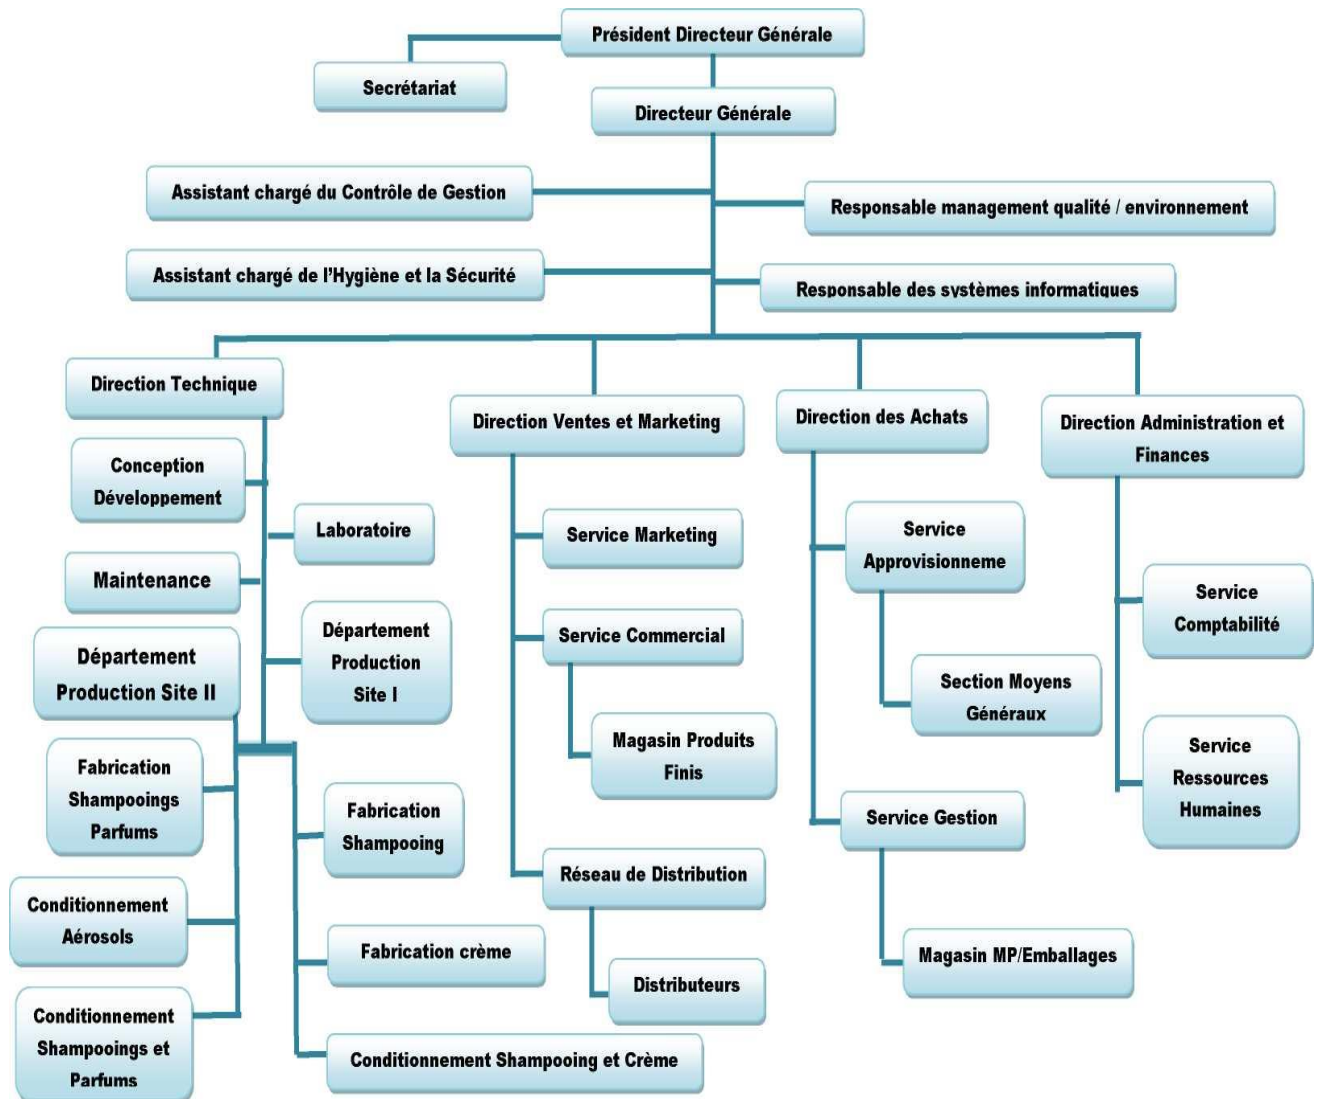 Président Directeur Générale
Secrétariat
Directeur Générale
Assistant chargé du Contrôle de Gestion
Responsable management qualité / environnement
Assistant chargé de l'Hygiène et la Sécurité
Responsable des systèmes informatiques
Direction Technique
Direction Ventes et Marketing
Direction des Achats
Direction Administration et
Finances
Conception
Développement
Laboratoire
Maintenance
Département
Production Site II
Département
Production
Site I
Fabrication
Shampooings
Parfums
Fabrication
Shampooing
Conditionnement
Aérosols
Fabrication crème
Conditionnement
Shampooings et
Parfums
Conditionnement Shampooing et Crème
Service Marketing
Service Commercial
Magasin Produits
Finis
Réseau de Distribution
Distributeurs
Service
Approvisionneme
Section Moyens
Généraux
Service Gestion
Magasin MP/Emballages
Service
Comptabilité
Service
Ressources
Humaines